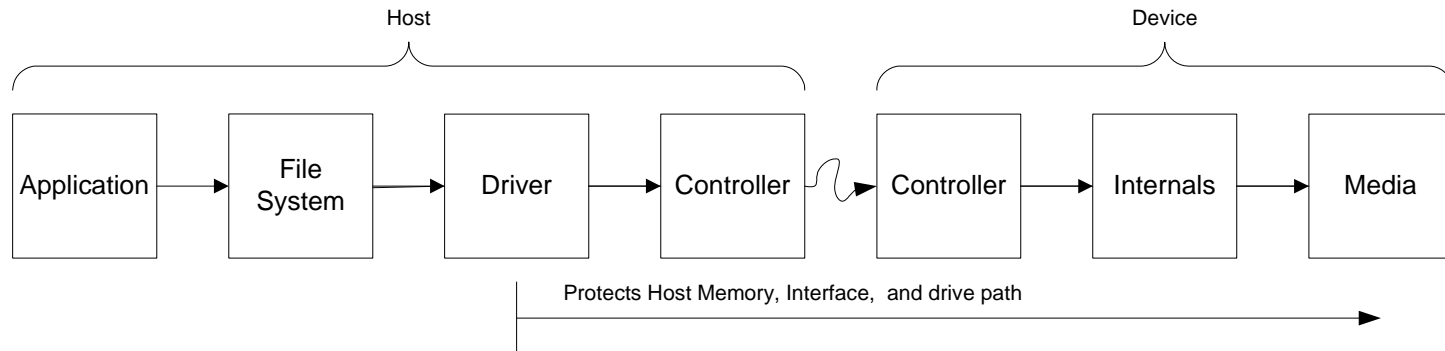 Host
Device
Application
File
System
Driver
Controller
Controller
Internals
Media
Protects Host Memory, Interface,  and drive path